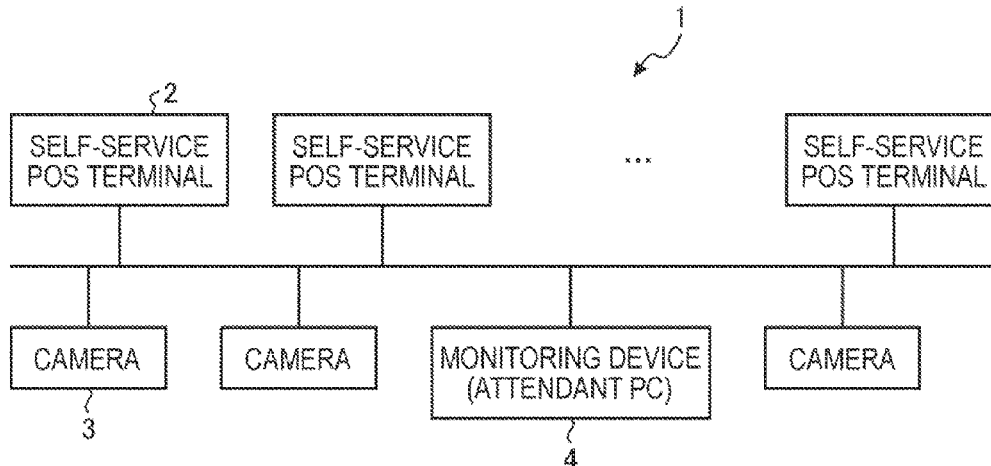 1
2
SELF-SERVICE
POS TERMINAL
SELF-SERVICE
POS TERMINAL
...
SELF-SERVICE
POS TERMINAL
CAMERA
CAMERA
MONITORING DEVICE
(ATTENDANT PC)
CAMERA
3
4